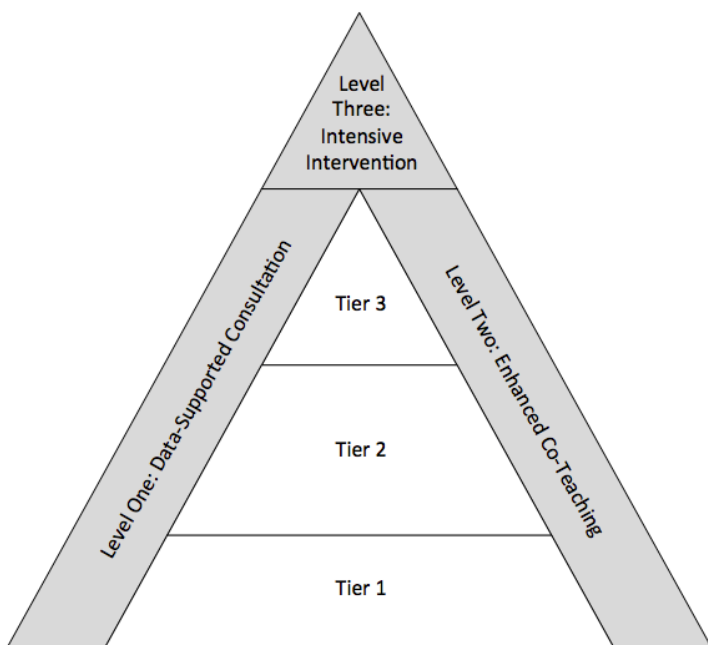 Level
Three:
Intensive
Intervention
Level One: Data-Supported Consultation
Level Two: Enhanced Co-Teaching
Tier 3
Tier 2
Tier 1